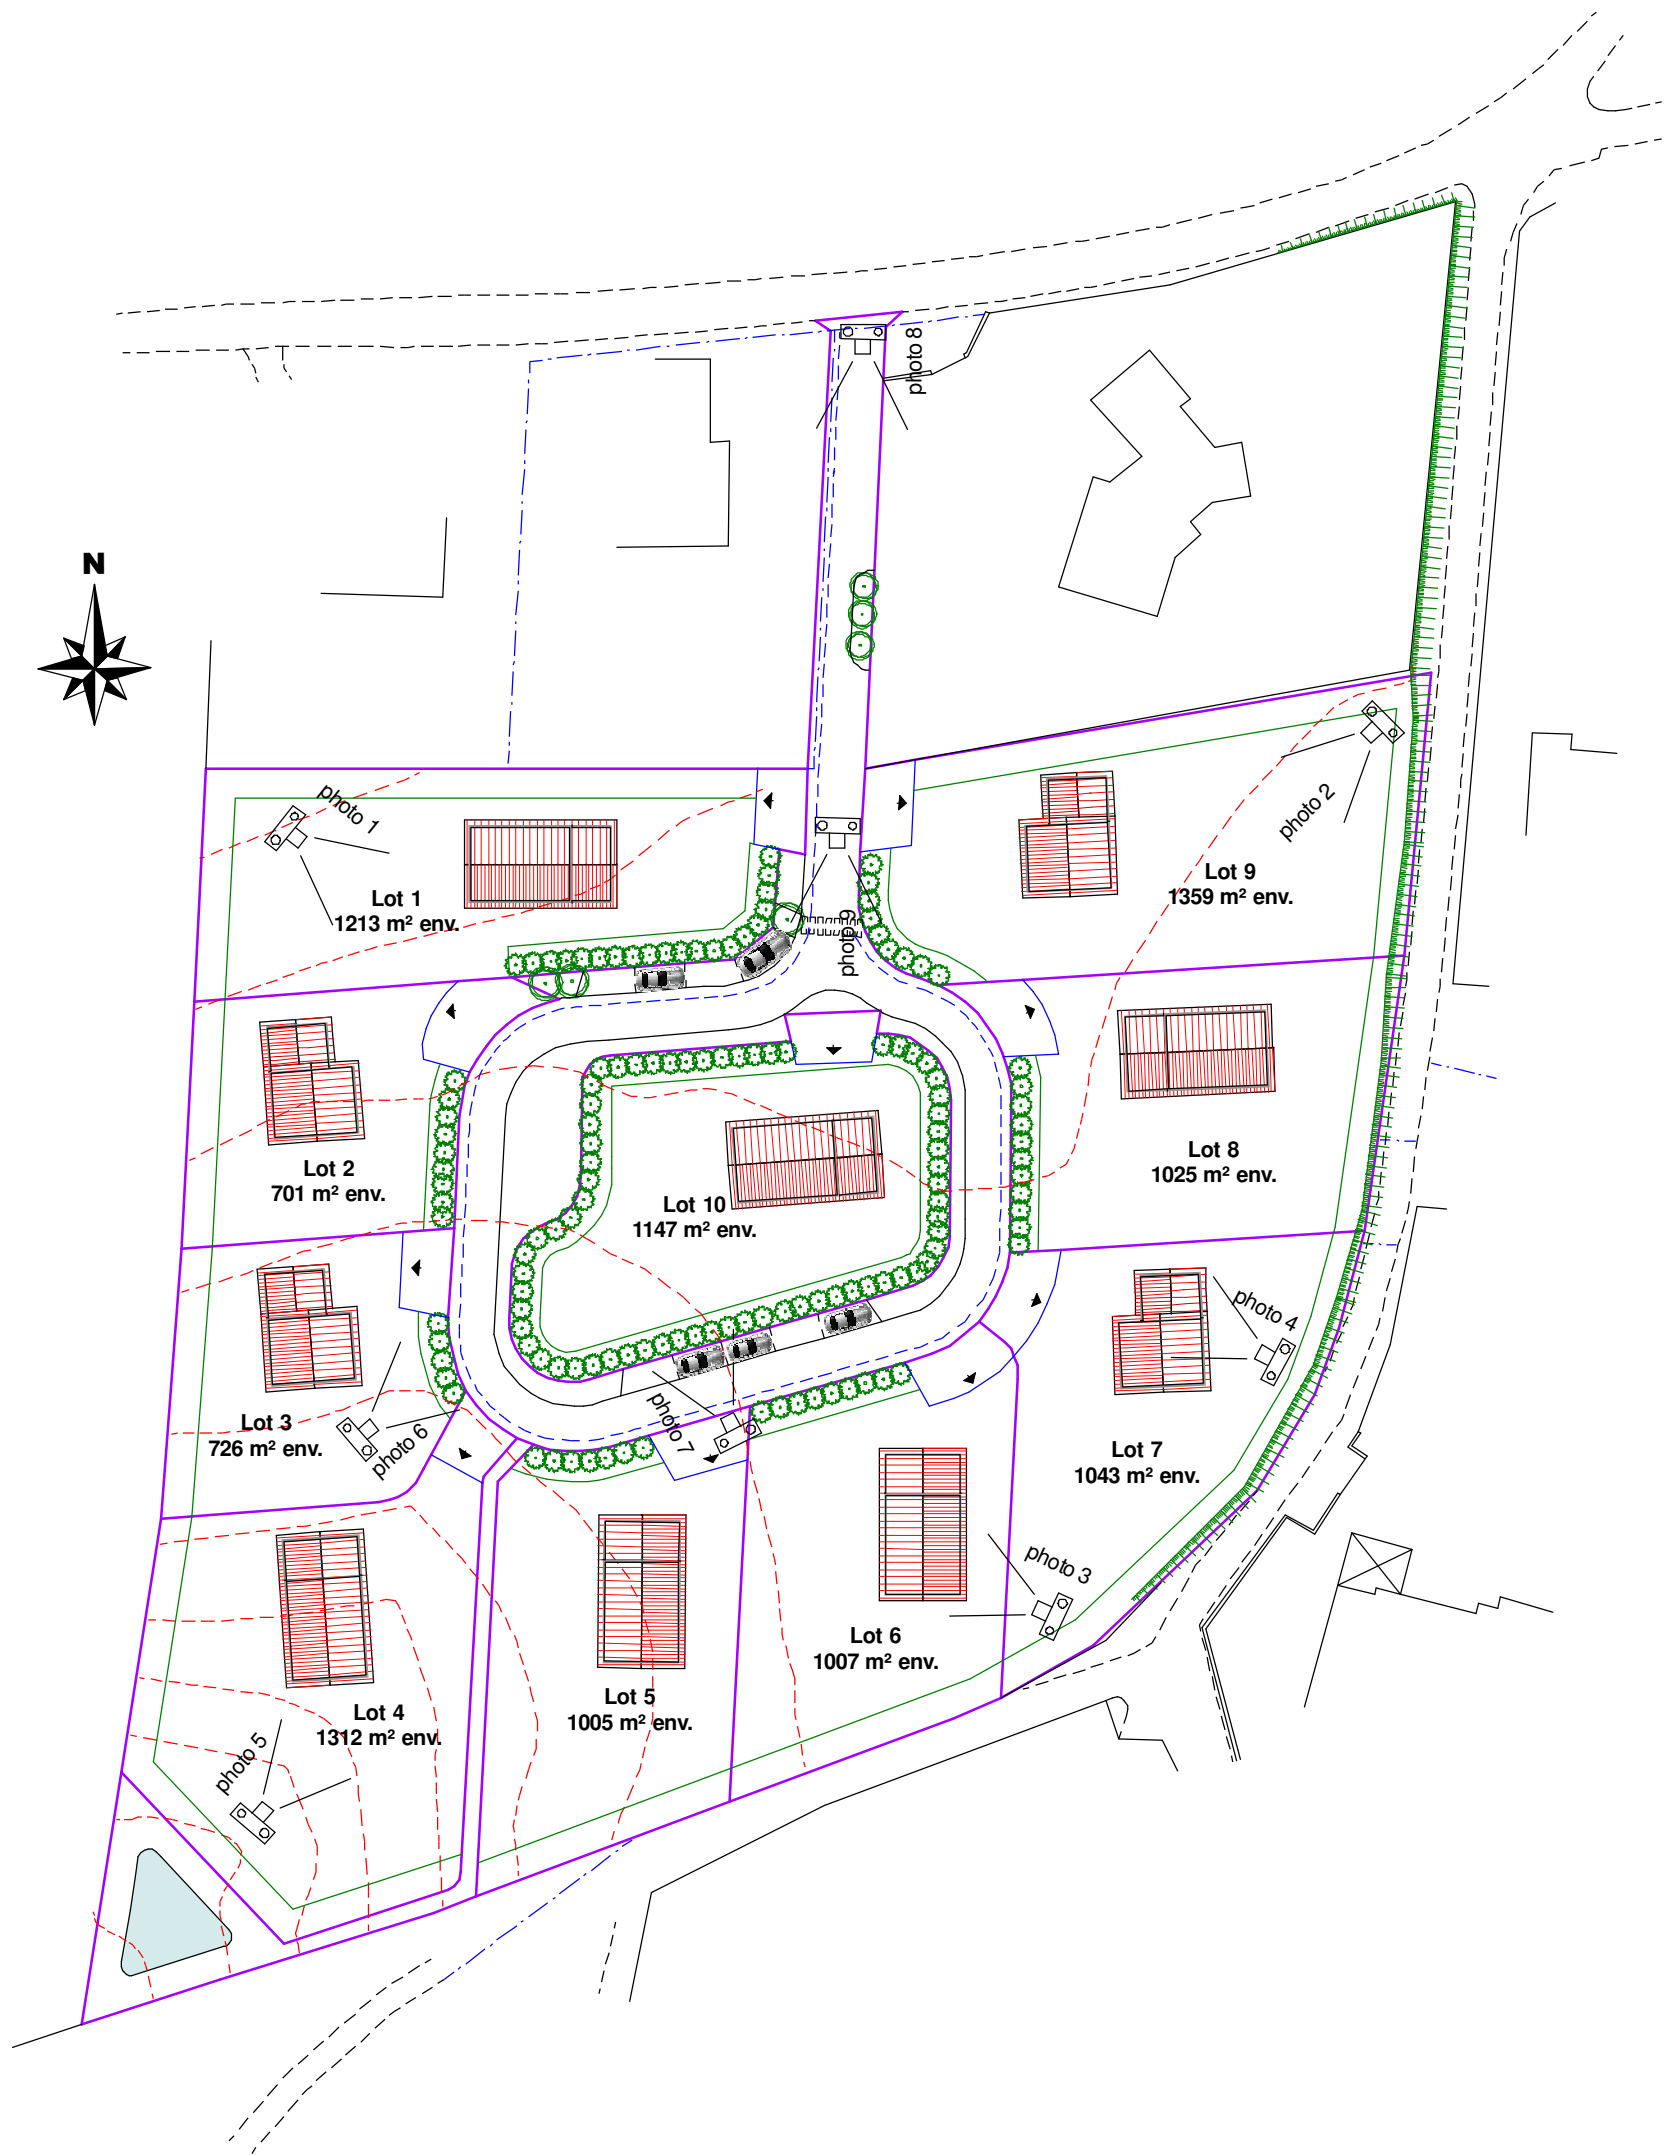 photo 8
N
photo 1
Lot 1
1213 m² env.
photo 2
Lot 9
1359 m² env.
photo 9
Lot 2
701 m² env.
Lot 10
1147 m² env.
Lot 8
1025 m² env.
photo 4
Lot 3
726 m² env.
photo 6
photo 7
Lot 7
1043 m² env.
photo 3
Lot 6
1007 m² env.
Lot 5
1005 m² env.
Lot 4
1312 m² env.
photo 5